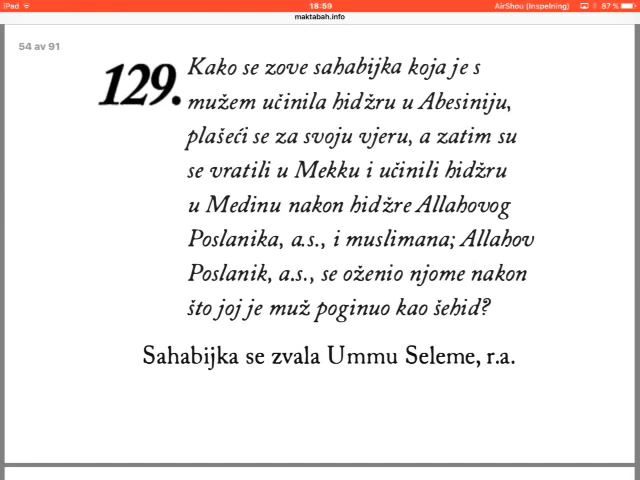 iPad
18:59
AirShou (Inspelning)
87 %
maktabah.info
54 av 91
129.
Kako se zove sahabijka koja je s
mužem učinila hidžru u Abesiniju,
plašeći se za svoju vjeru, a zatim su
se vratili u Mekku i učinili hidžru
u Medinu nakon hidžre Allahovog
Poslanika, a.s., i muslimana; Allahov
Poslanik, a.s., se oženio njome nakon
što joj je muž poginuo kao šehid?
Sahabijka se zvala Ummu Seleme, r.a.